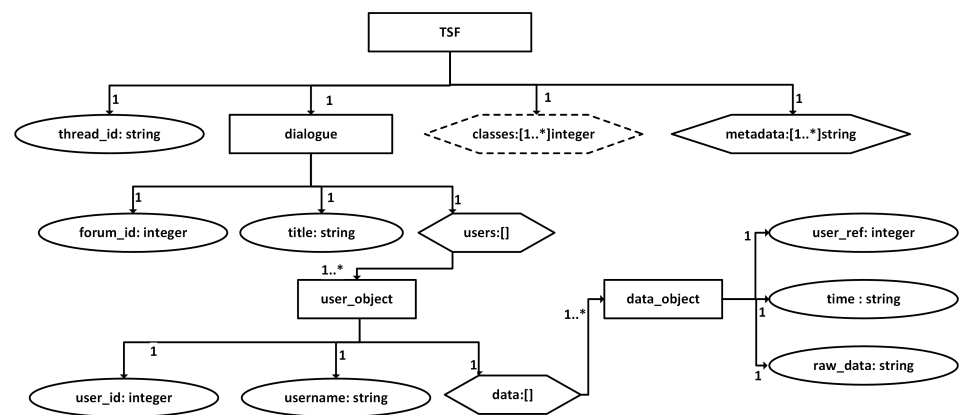 TSF
1
1
1
1
thread_id: string
dialogue
classes:[1..*]integer
metadata:[1..*]string
1
1
1
forum_id: integer
title: string
users:[]
1
user_ref: integer
1..*
user_object
data_object
time : string
1..*
1
1
1
1
raw_data: string
1
user_id: integer
username: string
data:[]